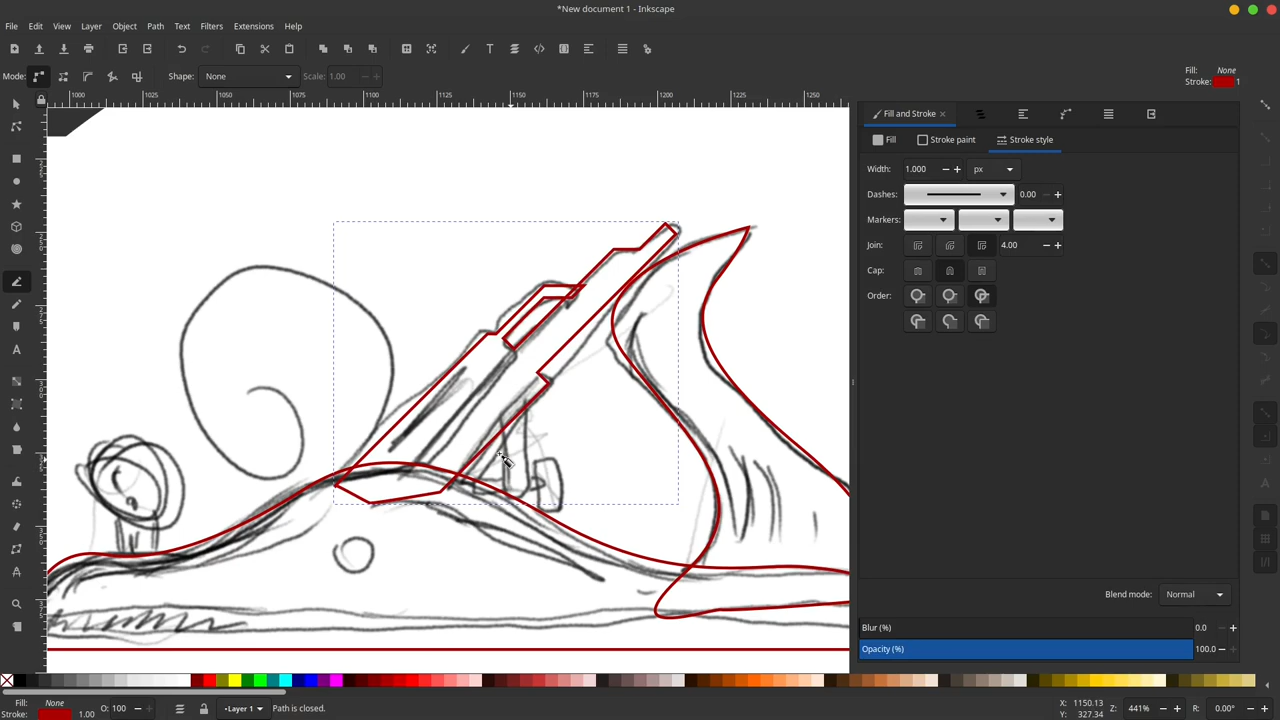 *New document 1 - Inkscape
File Edit View Layer Object Path Text Filters Extensions Help
Mode: Shape: None Scale: 1.00 Fill: None
Stroke: 1
1000 1025 1050 1075 1100 1125 1150 1175 1200 1225 1250
Fill and Stroke
Fill Stroke paint Stroke style
Width: 1.000 px
Dashes: 0.00
Markers:
Join: 4.00
Cap:
Order:
Blend mode: Normal
Blur (%) 0.0
Opacity (%) 100.0
Fill: None O: 100 Layer 1 Path is closed. X: 1150.13 Z: 441% R: 0.00°
Stroke: 1.00 Y: 327.34